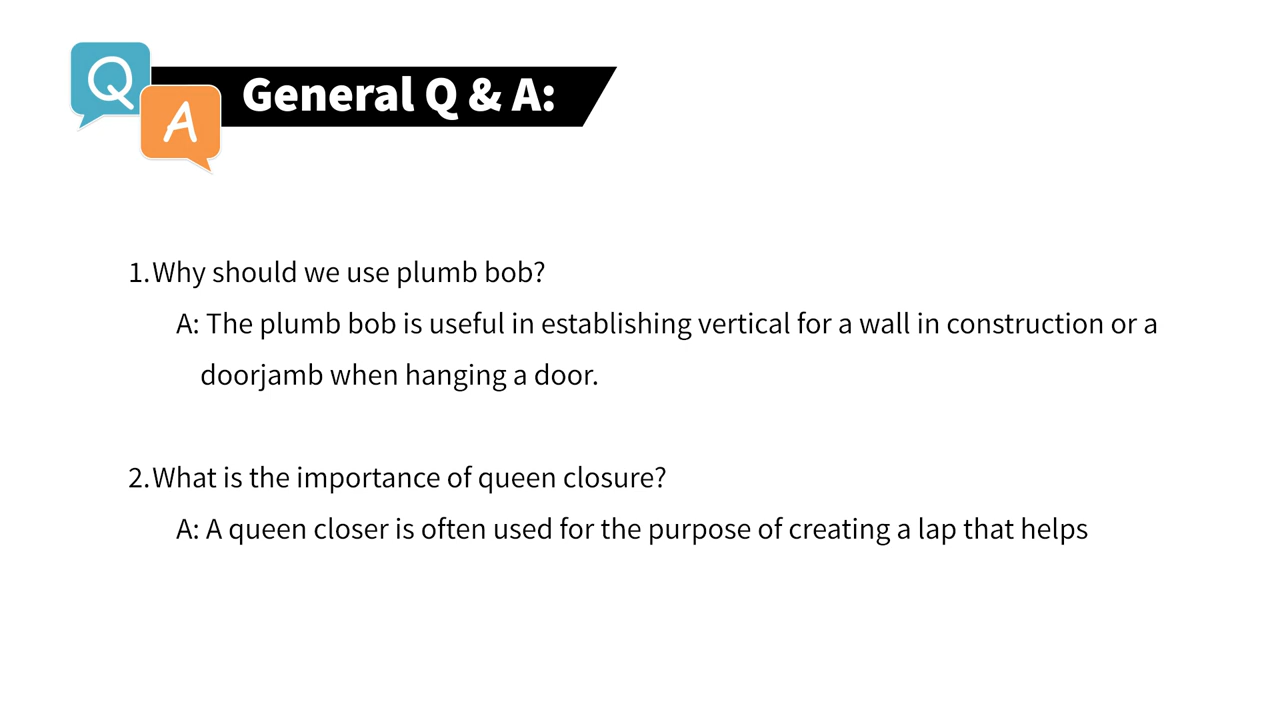 Q
A
General Q & A:
1.Why should we use plumb bob?
A: The plumb bob is useful in establishing vertical for a wall in construction or a
doorjamb when hanging a door.
2.What is the importance of queen closure?
A: A queen closer is often used for the purpose of creating a lap that helps